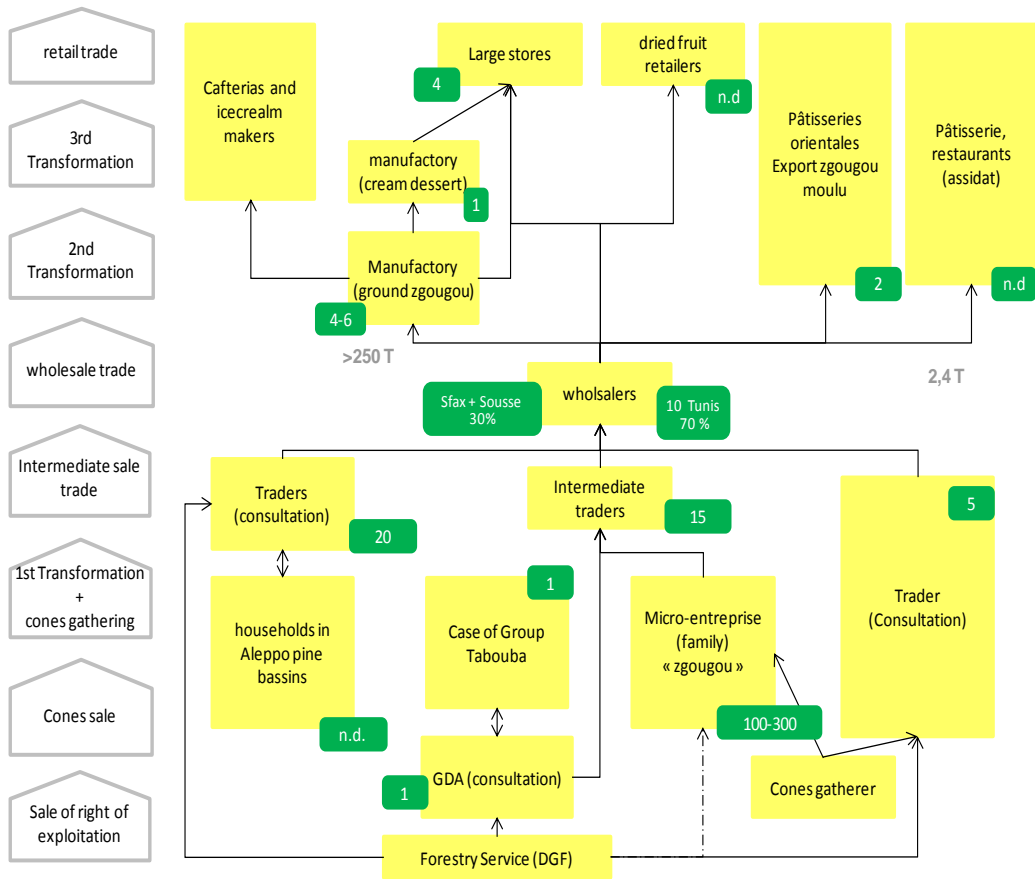 retail trade
3rd
Transformation
2nd
Transformation
wholesale trade
Intermediate sale
trade
1st Transformation
+
cones gathering
Cones sale
Sale of right of
exploitation
Cafterias and
icecrealm
makers
Large stores
4
dried fruit
retailers
n.d
manufactory
(cream dessert)
1
Pâtisseries
orientales
Export zgougou
moulu
2
Pâtisserie,
restaurants
(assidat)
n.d
Manufactory
(ground zgougou)
4-6
>250 T
2,4 T
wholsalers
Sfax + Sousse
30%
10 Tunis
70 %
Traders
(consultation)
20
Intermediate
traders
15
5
Trader
(Consultation)
households in
Aleppo pine
bassins
n.d.
1
Case of Group
Tabouba
Micro-entreprise
(family)
« zgougou »
100-300
GDA (consultation)
1
Cones gatherer
Forestry Service (DGF)